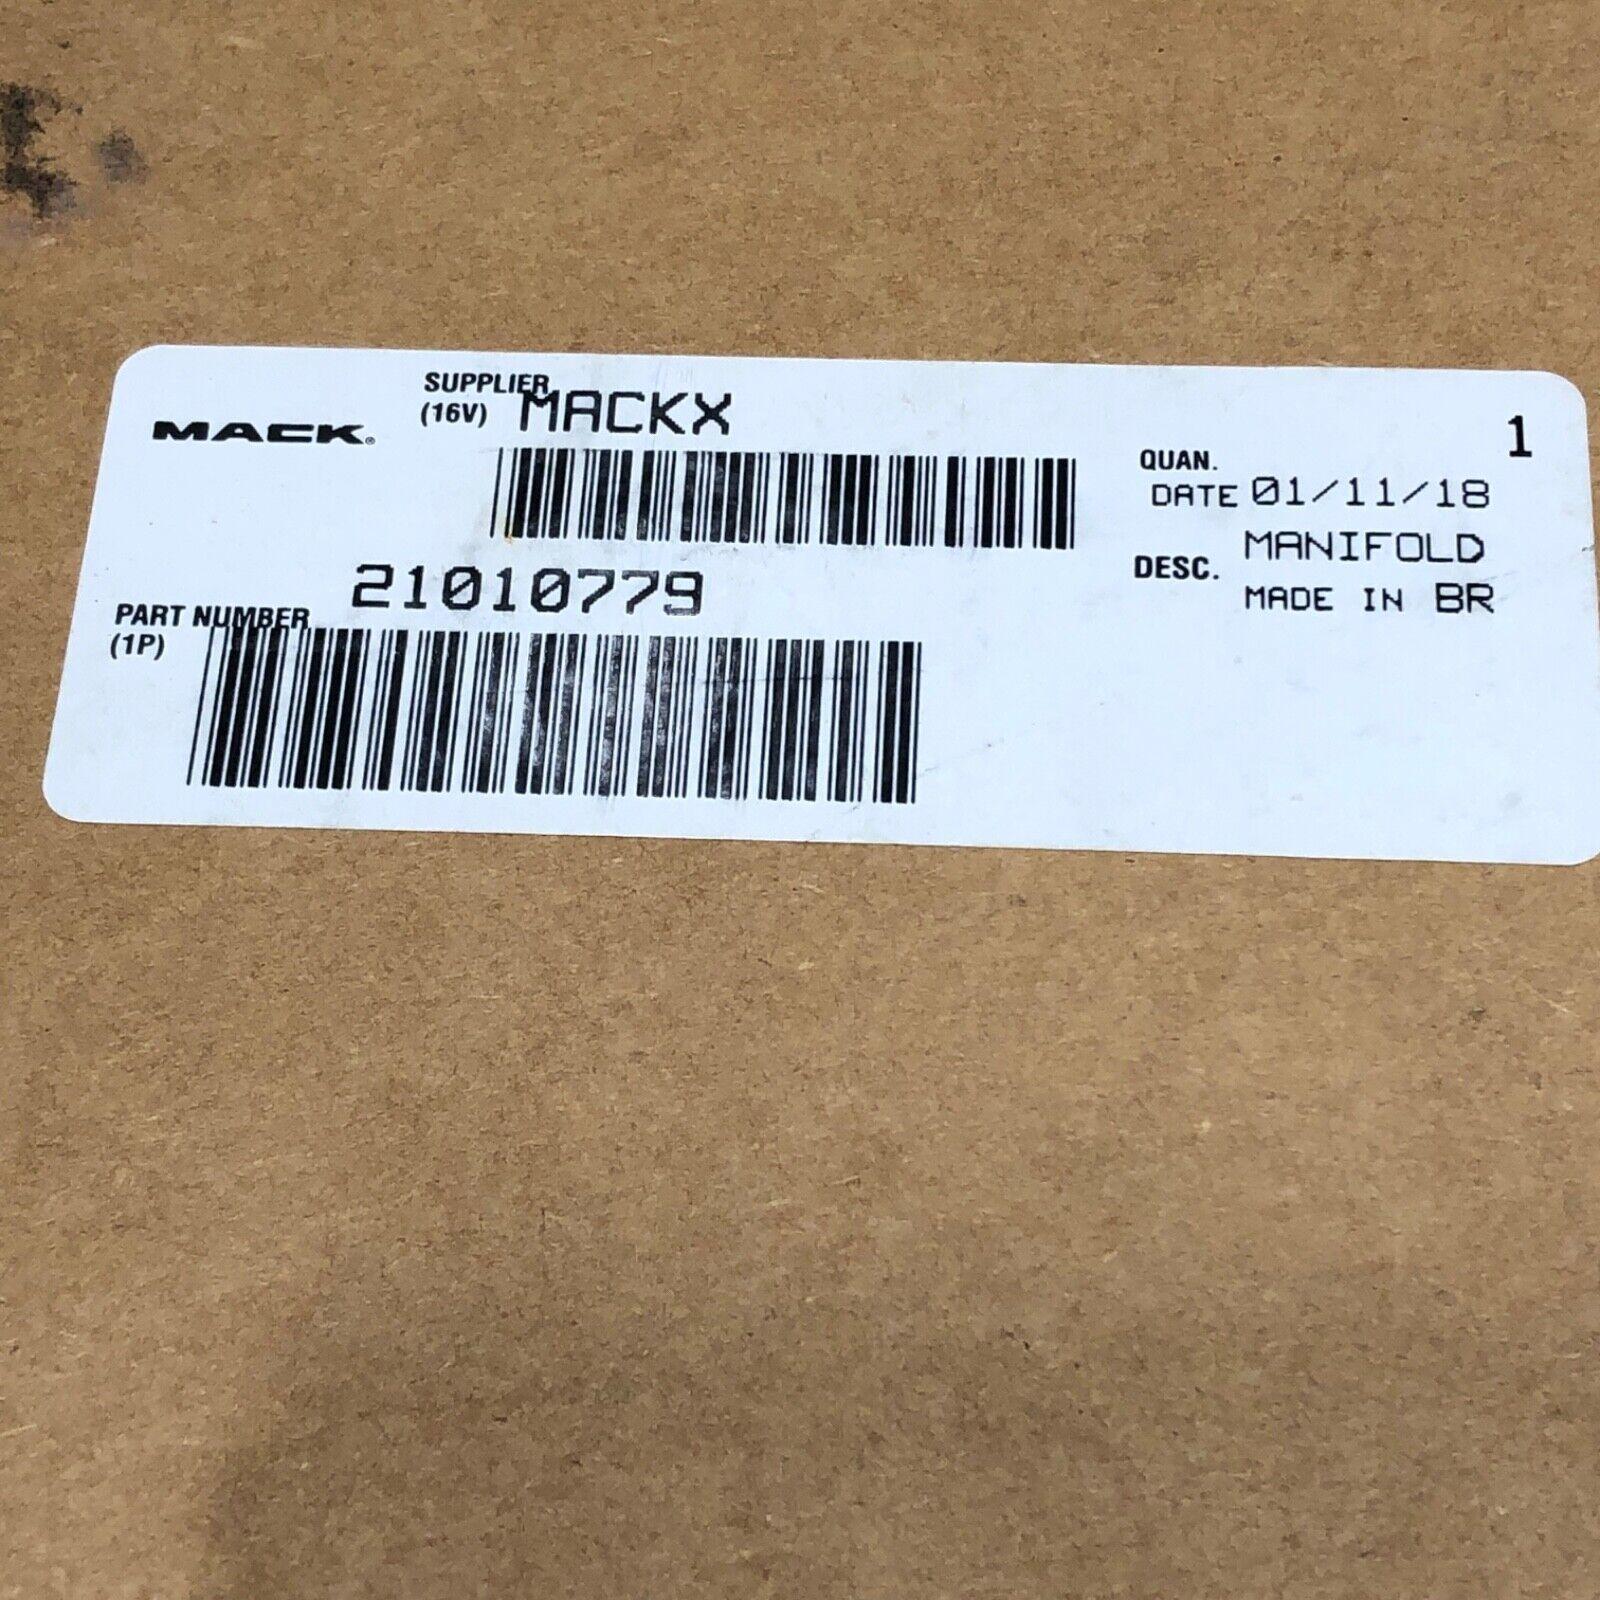 MACK®
SUPPLIER
(16V) MACKX
QUAN. 1
DATE 01/11/18
DESC. MANIFOLD
MADE IN BR
PART NUMBER 21010779
(1P)